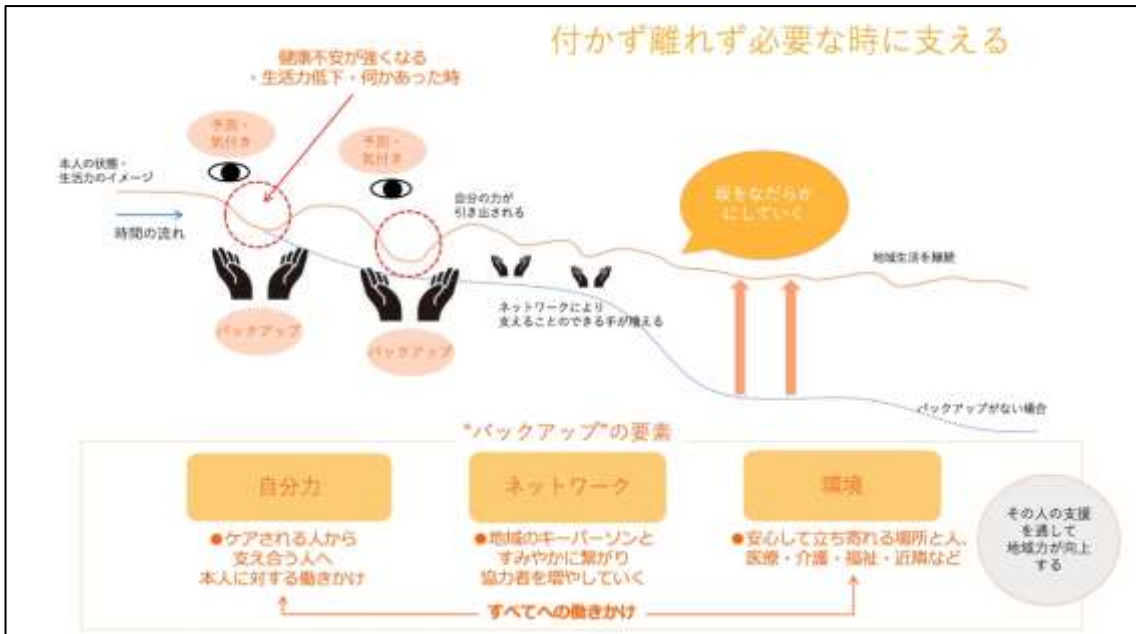 付かず離れず必要な時に支える
健康不安が強くなる
・生活力低下・何かあった時
予測・
気付き
予測・
気付き
本人の状態・
生活力のイメージ
時間の流れ
自分の力が
引き出される
坂をなだらか
にしていく
地域生活を継続
ネットワークにより
支えることのできる手が増える
バックアップ
バックアップ
バックアップがない場合
“バックアップ”の要素
自分力
ネットワーク
環境
●ケアされる人から
支え合う人へ
本人に対する働きかけ
●地域のキーパーソンと
すみやかに繋がり
協力者を増やしていく
●安心して立ち寄れる場所と人、
医療・介護・福祉・近隣など
すべてへの働きかけ
その人の支援
を通して
地域力が向上
する